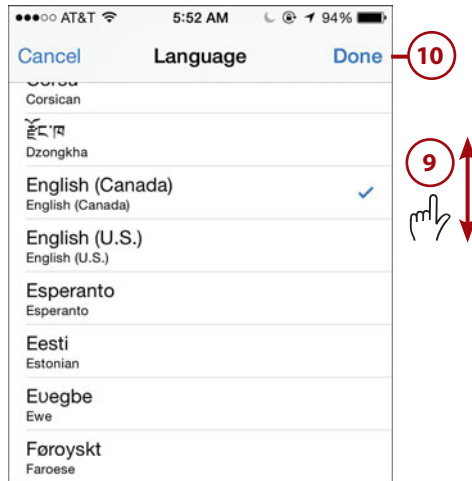 AT&T 5:52 AM 94%
Cancel Language Done 10
Corsican
རྫོང་ཁ
Dzongkha
9
English (Canada)
English (Canada)
English (U.S.)
English (U.S.)
Esperanto
Esperanto
Eesti
Estonian
Eʋegbe
Ewe
Føroyskt
Faroese